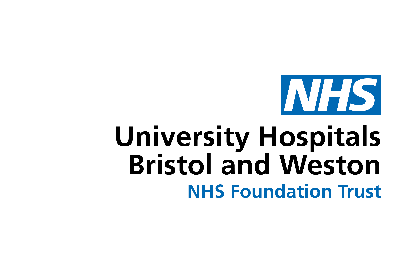 NHS
University Hospitals
Bristol and Weston
NHS Foundation Trust